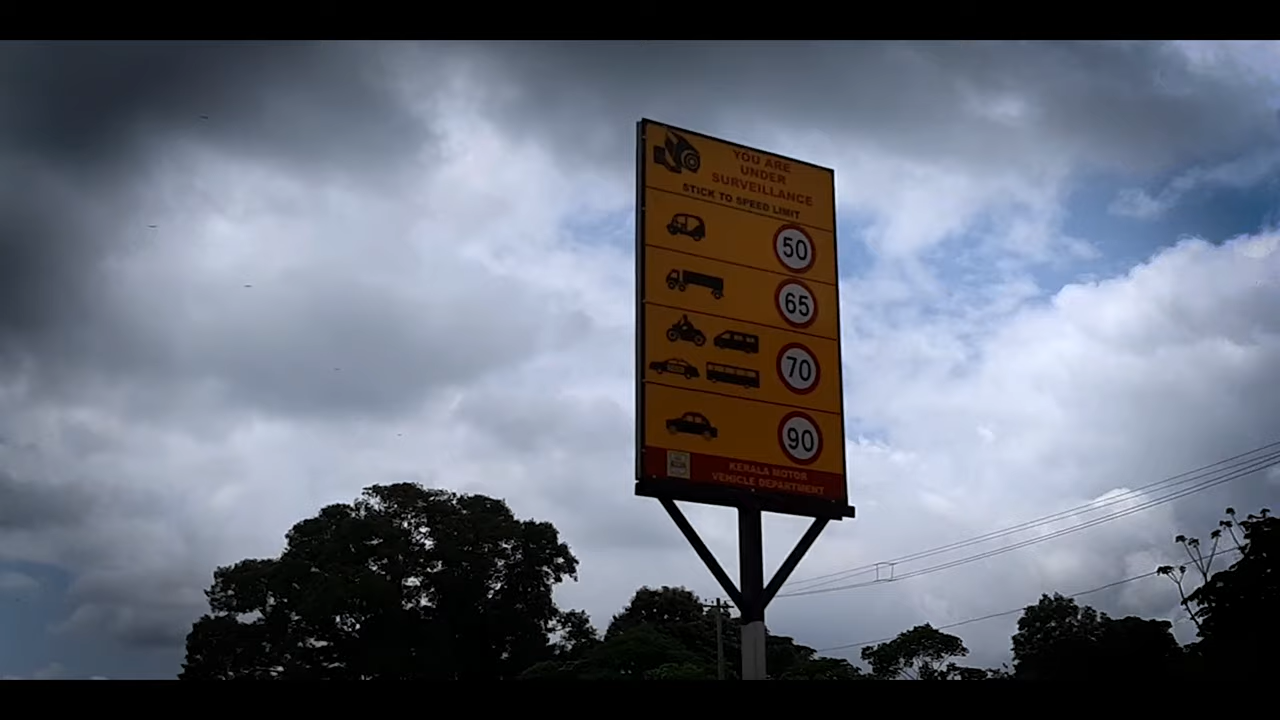 YOU ARE
UNDER
SURVEILLANCE
STICK TO SPEED LIMIT
50
65
70
90
KERALA MOTOR
VEHICLE DEPARTMENT